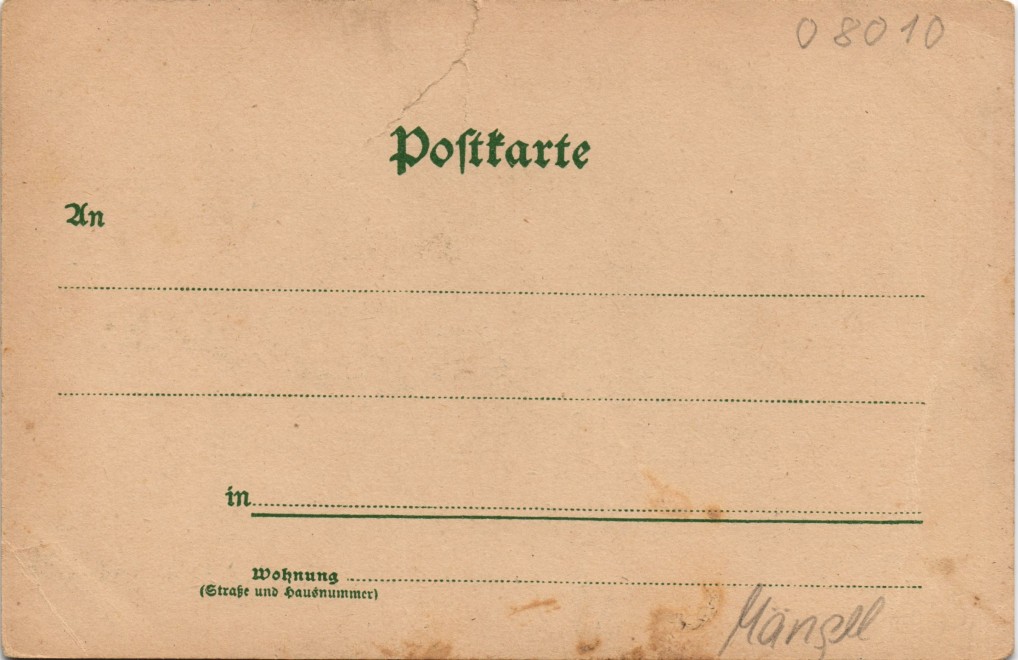 08010
Postkarte
An
in
Wohnung
(Straße und Hausnummer)
Mängel